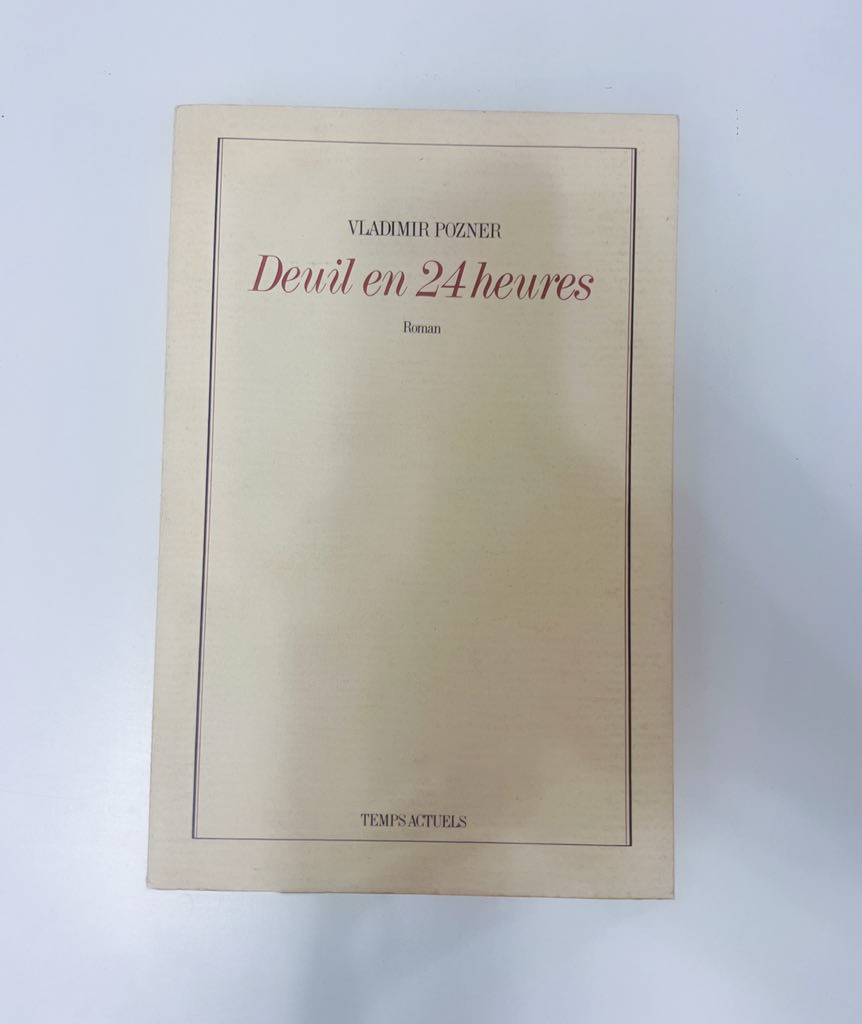 VLADIMIR POZNER
Deuil en 24 heures
Roman
TEMPS ACTUELS